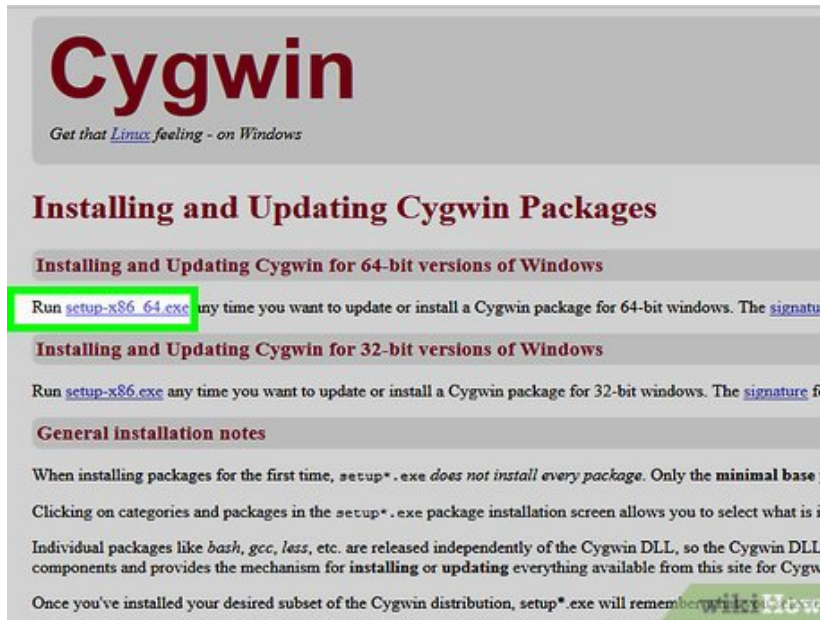 Cygwin
Get that Linux feeling - on Windows
Installing and Updating Cygwin Packages
Installing and Updating Cygwin for 64-bit versions of Windows
Run setup-x86_64.exe any time you want to update or install a Cygwin package for 64-bit windows. The signatu
Installing and Updating Cygwin for 32-bit versions of Windows
Run setup-x86.exe any time you want to update or install a Cygwin package for 32-bit windows. The signature f
General installation notes
When installing packages for the first time, setup*.exe does not install every package. Only the minimal base
Clicking on categories and packages in the setup*.exe package installation screen allows you to select what is i
Individual packages like bash, gcc, less, etc. are released independently of the Cygwin DLL, so the Cygwin DLL
components and provides the mechanism for installing or updating everything available from this site for Cygw
Once you've installed your desired subset of the Cygwin distribution, setup*.exe will remember
wikiHow